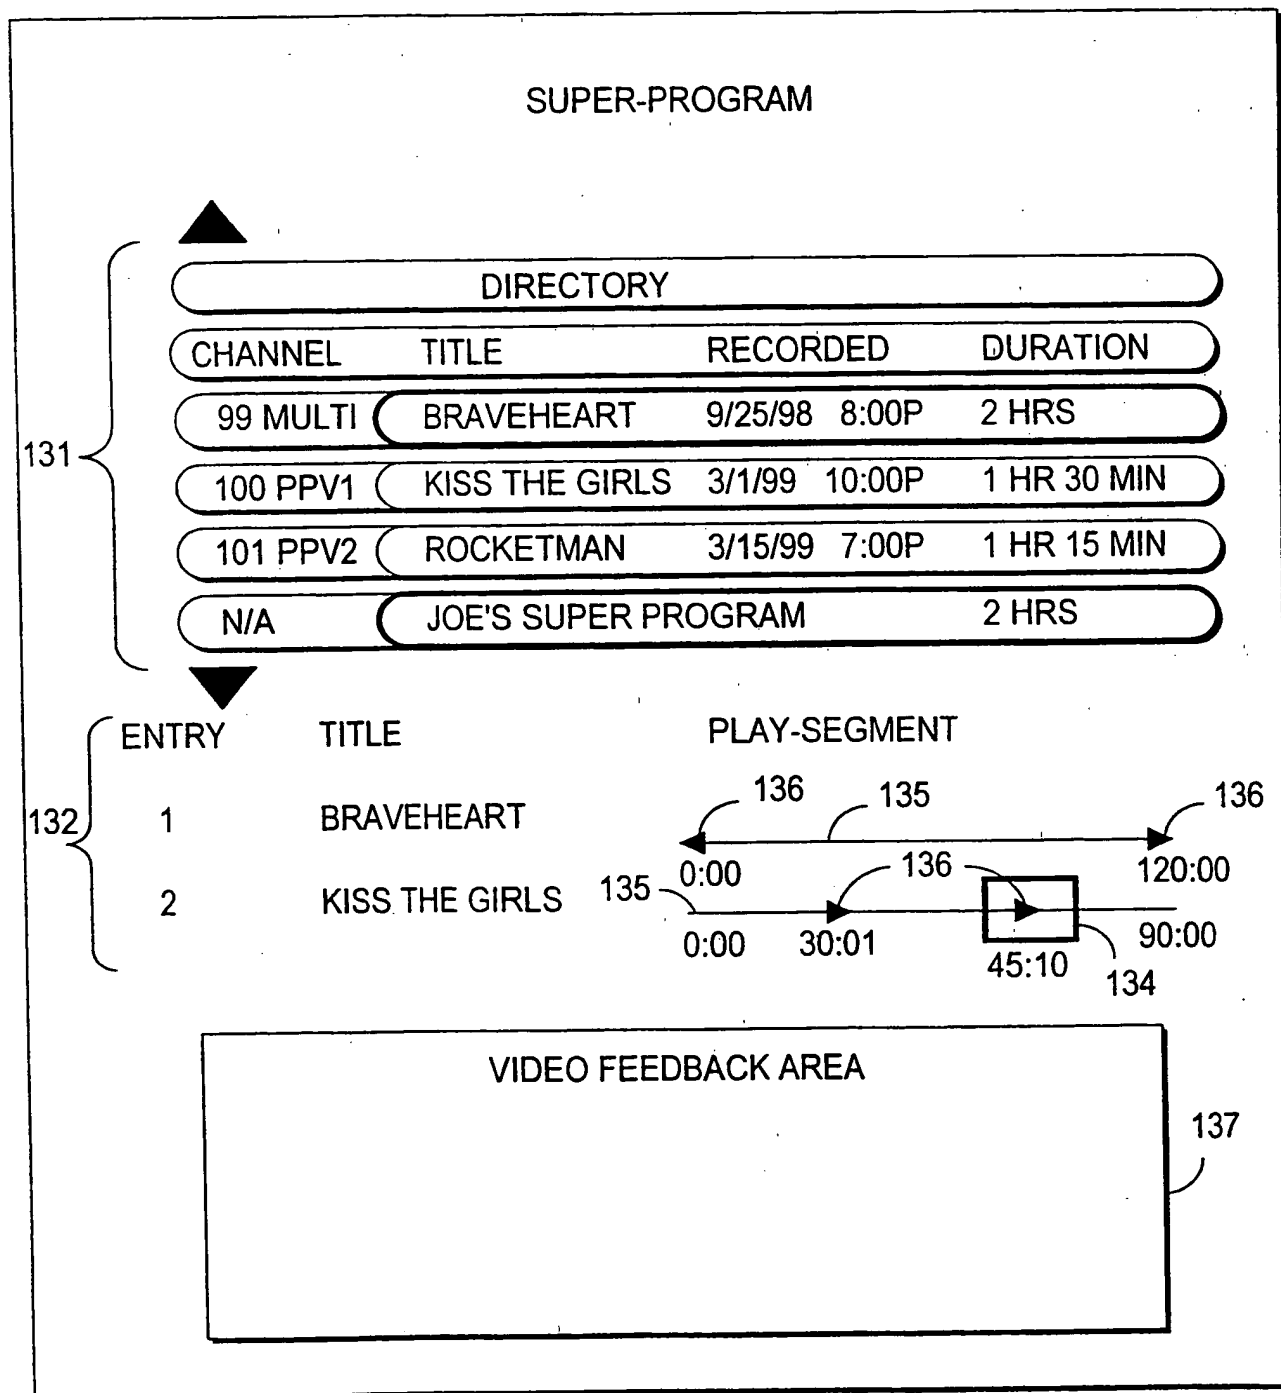 SUPER-PROGRAM
DIRECTORY
CHANNEL TITLE RECORDED DURATION
99 MULTI BRAVEHEART 9/25/98 8:00P 2 HRS
131
100 PPV1 KISS THE GIRLS 3/1/99 10:00P 1 HR 30 MIN
101 PPV2 ROCKETMAN 3/15/99 7:00P 1 HR 15 MIN
N/A JOE'S SUPER PROGRAM 2 HRS
ENTRY TITLE PLAY-SEGMENT
136 135 136
132 1 BRAVEHEART
0:00 136 120:00
2 KISS THE GIRLS 135
0:00 30:01 45:10 90:00
134
VIDEO FEEDBACK AREA
137